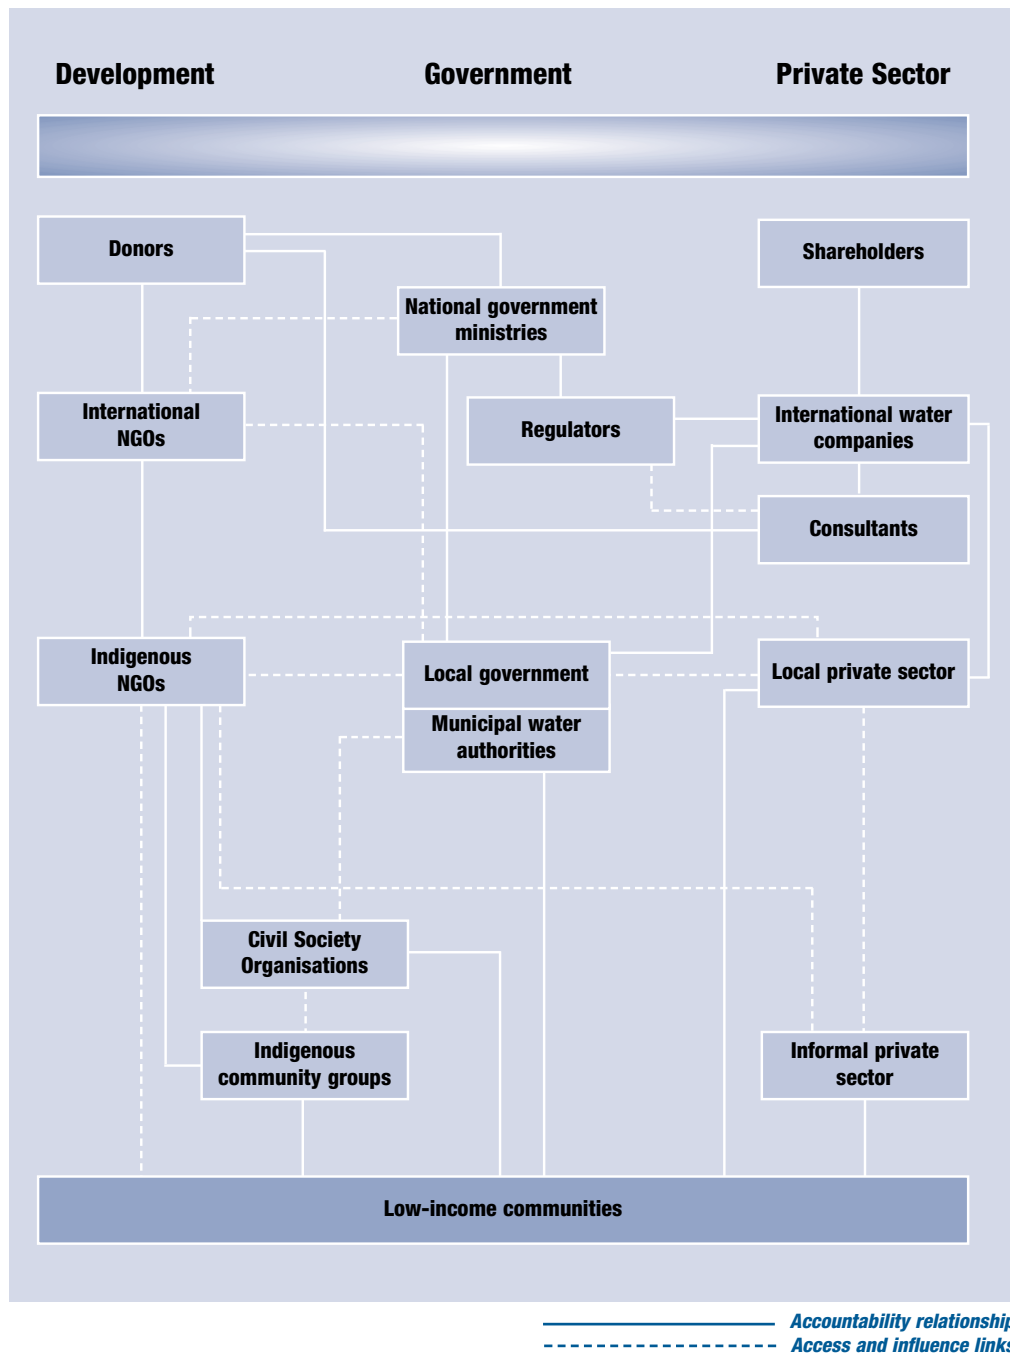 Development
Government
Private Sector
Donors
Shareholders
National government
ministries
International
NGOs
Regulators
International water
companies
Consultants
Indigenous
NGOs
Local government
Local private sector
Municipal water
authorities
Civil Society
Organisations
Indigenous
community groups
Informal private
sector
Low-income communities
Accountability relationship
Access and influence links